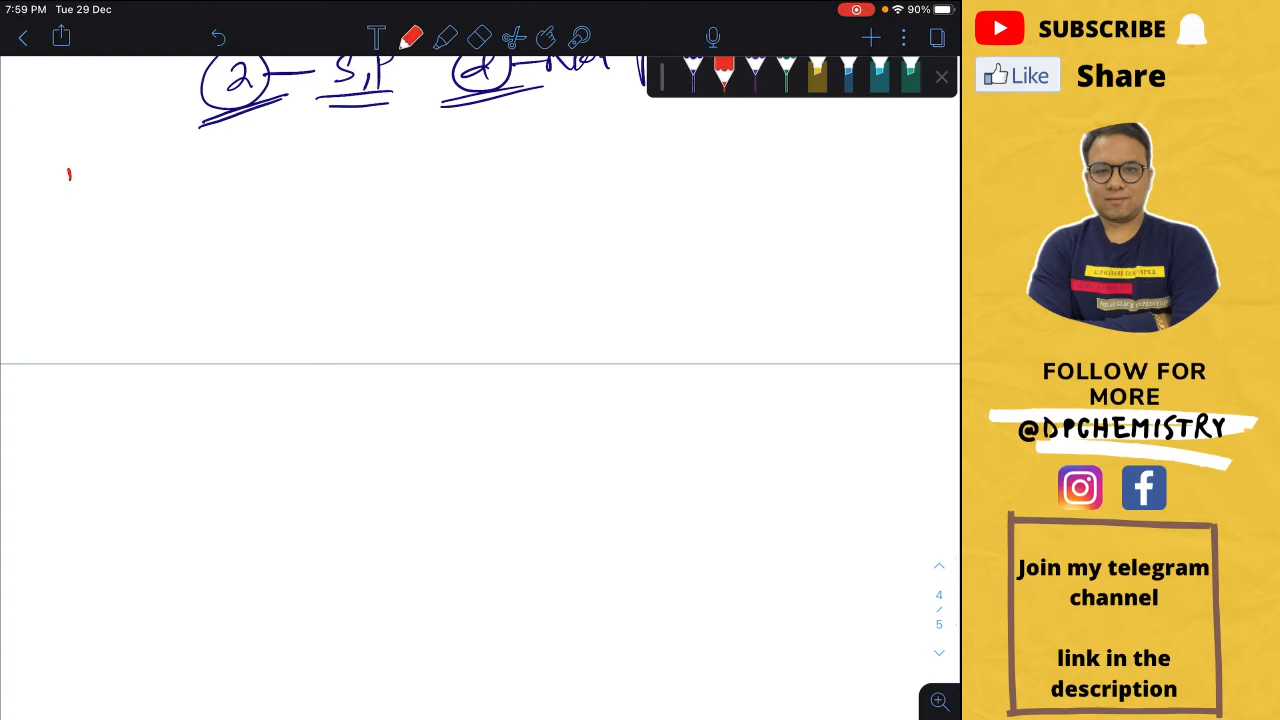 7:59 PM Tue 29 Dec
90%
2 — S, P d —
4
/
5
SUBSCRIBE
Like Share
FOLLOW FOR
MORE
@DPCHEMISTRY
Join my telegram
channel
link in the
description